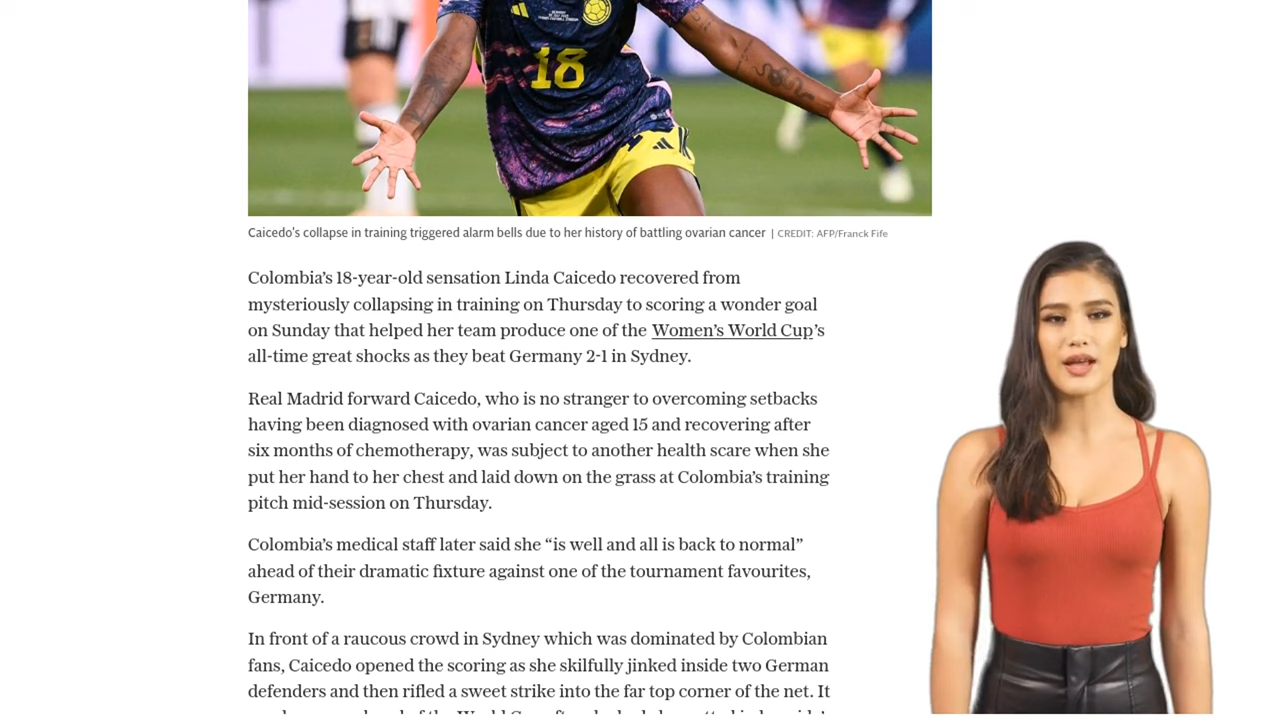 18
Caicedo's collapse in training triggered alarm bells due to her history of battling ovarian cancer | CREDIT: AFP/Franck Fife
Colombia’s 18-year-old sensation Linda Caicedo recovered from
mysteriously collapsing in training on Thursday to scoring a wonder goal
on Sunday that helped her team produce one of the Women’s World Cup’s
all-time great shocks as they beat Germany 2-1 in Sydney.
Real Madrid forward Caicedo, who is no stranger to overcoming setbacks
having been diagnosed with ovarian cancer aged 15 and recovering after
six months of chemotherapy, was subject to another health scare when she
put her hand to her chest and laid down on the grass at Colombia’s training
pitch mid-session on Thursday.
Colombia’s medical staff later said she “is well and all is back to normal”
ahead of their dramatic fixture against one of the tournament favourites,
Germany.
In front of a raucous crowd in Sydney which was dominated by Colombian
fans, Caicedo opened the scoring as she skilfully jinked inside two German
defenders and then rifled a sweet strike into the far top corner of the net. It